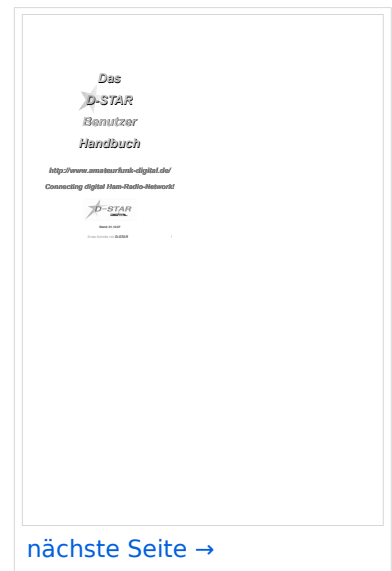 Das
D-STAR
Benutzer
Handbuch
http://www.amateurfunk-digital.de/
Connecting digital Ham-Radio-Network!
D-STAR
nächste Seite →